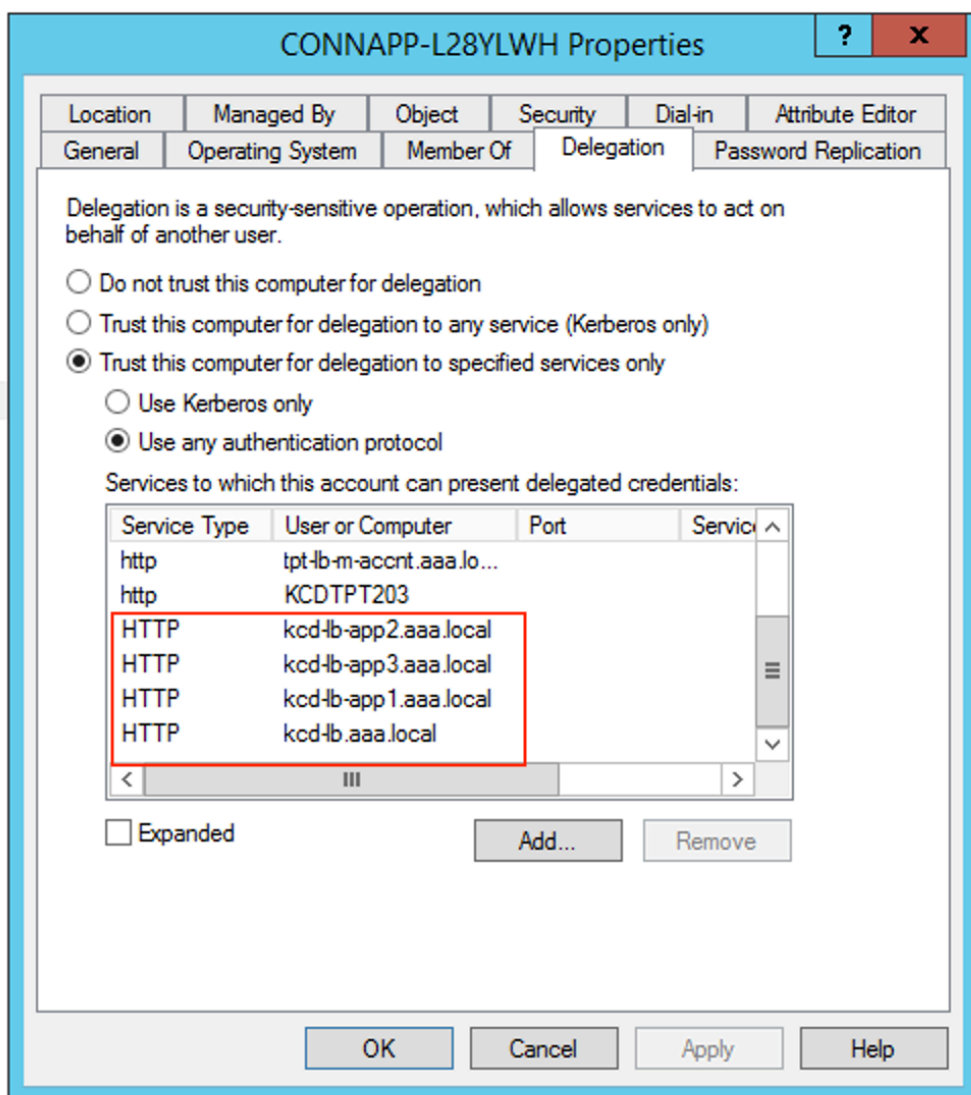 CONNAPP-L28YLWH Properties
? x
Location Managed By Object Security Dial-in Attribute Editor
General Operating System Member Of Delegation Password Replication
Delegation is a security-sensitive operation, which allows services to act on
behalf of another user.
Do not trust this computer for delegation
Trust this computer for delegation to any service (Kerberos only)
Trust this computer for delegation to specified services only
Use Kerberos only
Use any authentication protocol
Services to which this account can present delegated credentials:
Service Type User or Computer Port Servic
http tpt-lb-m-accnt.aaa.lo...
http KCDTPT203
HTTP kcd-lb-app2.aaa.local
HTTP kcd-lb-app3.aaa.local
HTTP kcd-lb-app1.aaa.local
HTTP kcd-lb.aaa.local
Expanded Add... Remove
OK Cancel Apply Help